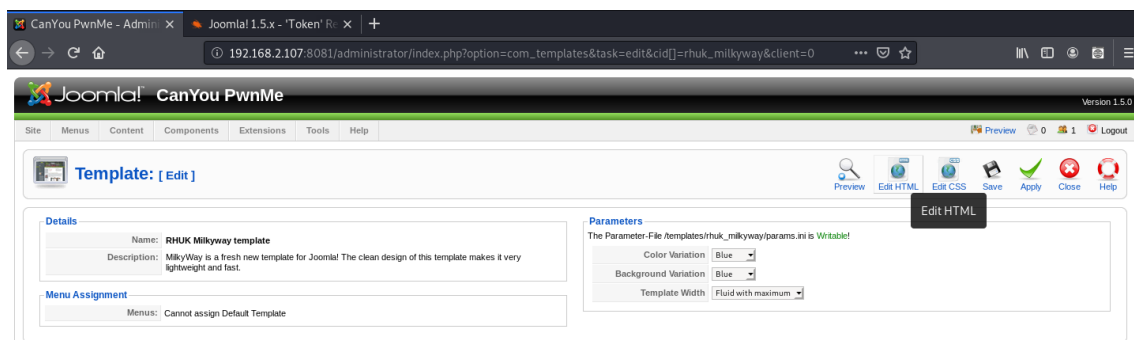 CanYou PwnMe - Admini
Joomla! 1.5.x - 'Token' Re
192.168.2.107:8081/administrator/index.php?option=com_templates&task=edit&cid[]=rhuk_milkyway&client=0
Joomla! CanYou PwnMe
Version 1.5.0
Site Menus Content Components Extensions Tools Help Preview 0 1 Logout
Template: [ Edit ]
Preview Edit HTML Edit CSS Save Apply Close Help
Edit HTML
Details
Name: RHUK Milkyway template
Description: MilkyWay is a fresh new template for Joomla! The clean design of this template makes it very
lightweight and fast.
Menu Assignment
Menus: Cannot assign Default Template
Parameters
The Parameter-File /templates/rhuk_milkyway/params.ini is Writable!
Color Variation Blue
Background Variation Blue
Template Width Fluid with maximum